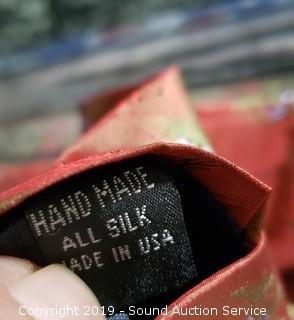 HAND MADE
ALL SILK
MADE IN USA
Copyright 2019 - Sound Auction Service